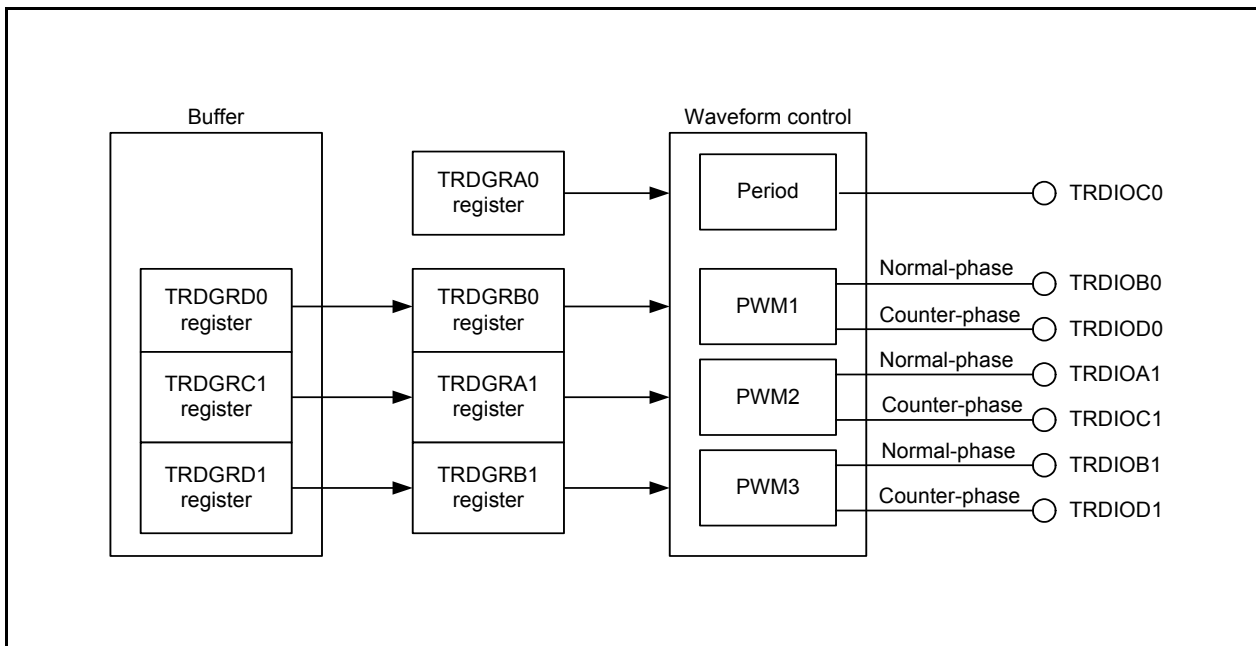 Buffer
Waveform control
TRDGRA0
register
Period
TRDIOC0
TRDGRD0
register
TRDGRB0
register
PWM1
Normal-phase
TRDIOB0
Counter-phase
TRDIOD0
TRDGRC1
register
TRDGRA1
register
PWM2
Normal-phase
TRDIOA1
Counter-phase
TRDIOC1
TRDGRD1
register
TRDGRB1
register
PWM3
Normal-phase
TRDIOB1
Counter-phase
TRDIOD1